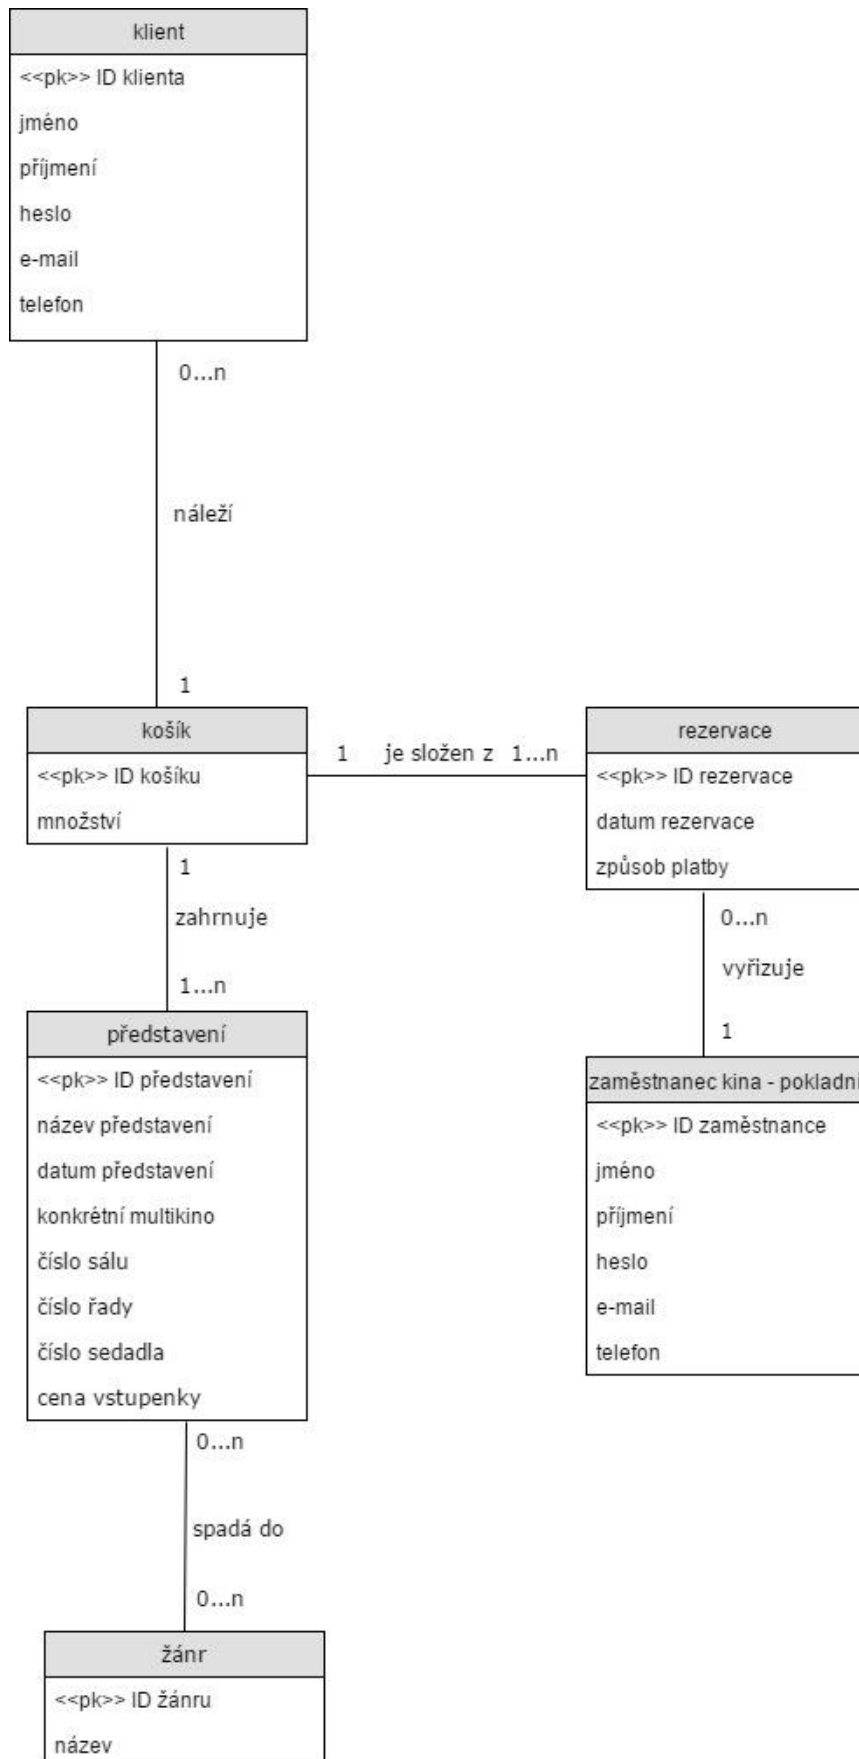 klient
<<pk>> ID klienta
jméno
příjmení
heslo
e-mail
telefon
0...n
náleží
1
košík
<<pk>> ID košíku
množství
1 je složen z 1...n
rezervace
<<pk>> ID rezervace
datum rezervace
způsob platby
1
zahrnuje
1...n
0...n
vyřizuje
1
představení
<<pk>> ID představení
název představení
datum představení
konkrétní multikino
číslo sálu
číslo řady
číslo sedadla
cena vstupenky
zaměstnanec kina - pokladní
<<pk>> ID zaměstnance
jméno
příjmení
heslo
e-mail
telefon
0...n
spadá do
0...n
žánr
<<pk>> ID žánru
název